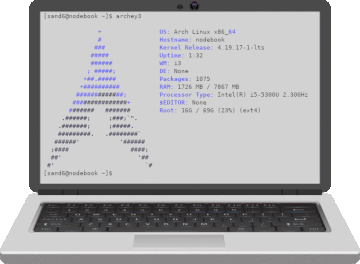 [sand6@nodebook ~]$ archey3
OS: Arch Linux x86_64
Hostname: nodebook
Kernel Release: 4.19.17-1-lts
Uptime: 1:32
WM: i3
DE: None
Packages: 1075
RAM: 1726 MB / 7867 MB
Processor Type: Intel(R) i5-5300U 2.30GHz
$EDITOR: None
Root: 16G / 69G (23%) (ext4)
[sand6@nodebook ~]$